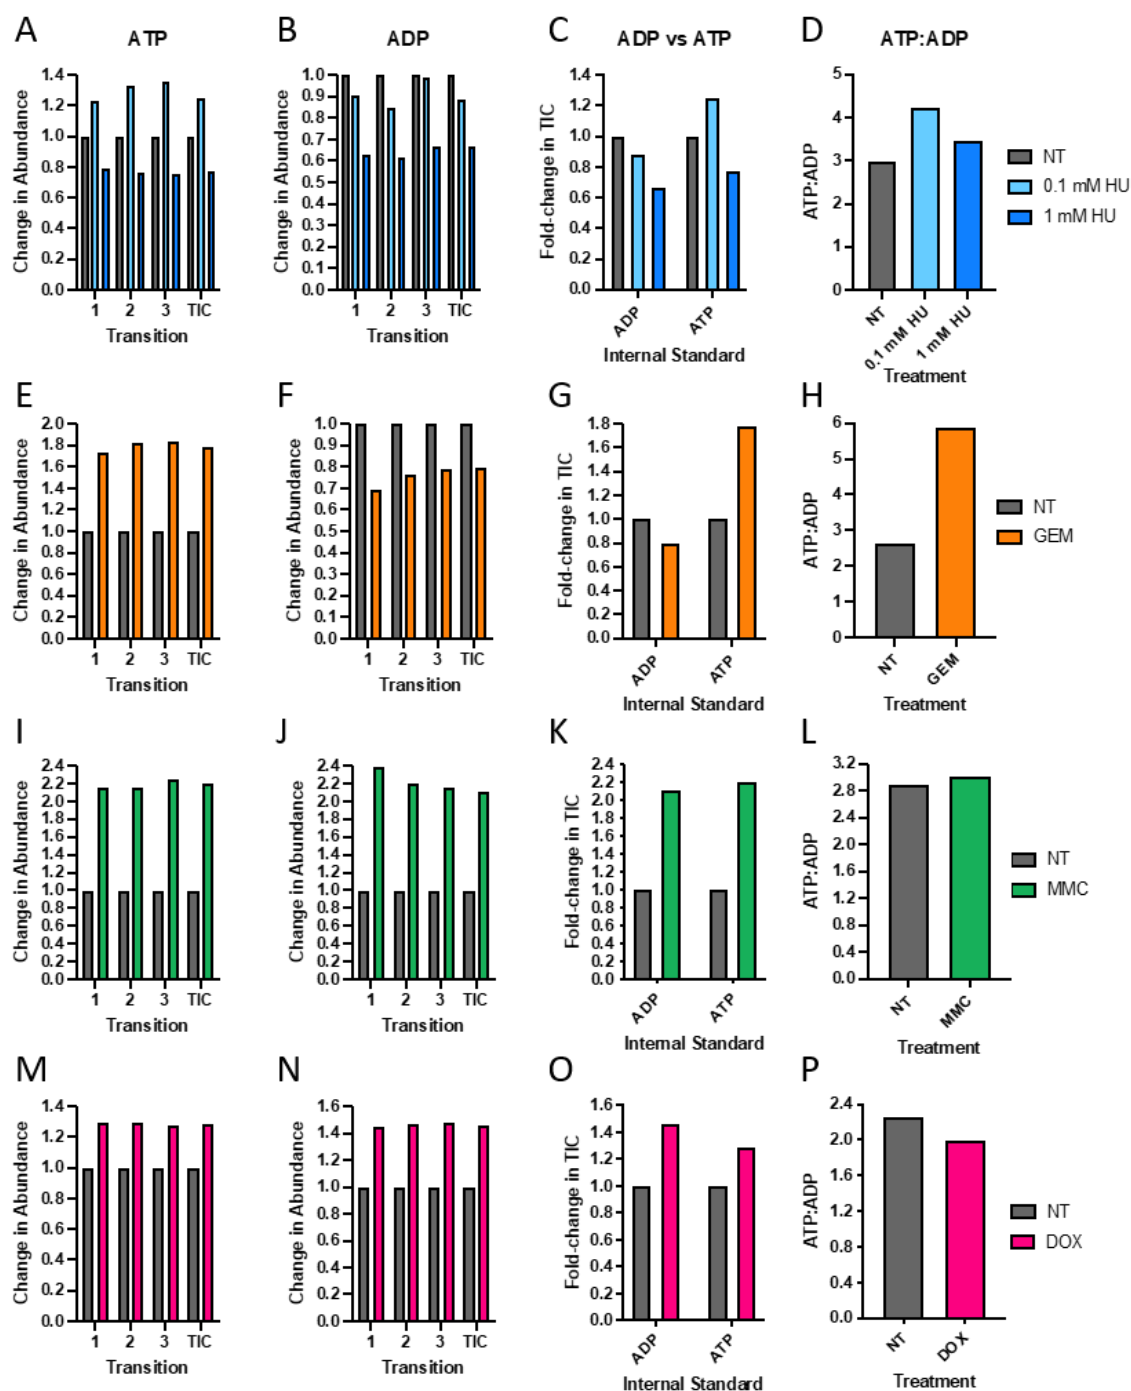 A
ATP
Change in Abundance
1.4
1.2
1.0
0.8
0.6
0.4
0.2
0.0
1 2 3 TIC
Transition
B
ADP
Change in Abundance
1.0
0.9
0.8
0.7
0.6
0.5
0.4
0.3
0.2
0.1
0.1
1 2 3 TIC
Transition
C
ADP vs ATP
Fold-change in TIC
1.4
1.2
1.0
0.8
0.6
0.4
0.2
0.0
ADP ATP
Internal Standard
D
ATP:ADP
ATP:ADP
5
4
3
2
1
0
NT 0.1 mM HU 1 mM HU
Treatment
NT
0.1 mM HU
1 mM HU
E
Change in Abundance
2.0
1.8
1.6
1.4
1.2
1.0
0.8
0.6
0.4
0.2
0.0
1 2 3 TIC
Transition
F
Change in Abundance
1.0
0.9
0.8
0.7
0.6
0.5
0.4
0.3
0.2
0.1
0.0
1 2 3 TIC
Transition
G
Fold-change in TIC
1.8
1.6
1.4
1.2
1.0
0.8
0.6
0.4
0.2
0.0
ADP ATP
Internal Standard
H
ATP:ADP
6
5
4
3
2
1
0
NT GEM
Treatment
NT
GEM
I
Change in Abundance
2.4
2.2
2.0
1.8
1.6
1.4
1.2
1.0
0.8
0.6
0.4
0.2
0.0
1 2 3 TIC
Transition
J
Change in Abundance
2.4
2.2
2.0
1.8
1.6
1.4
1.2
1.0
0.8
0.6
0.4
0.2
0.0
1 2 3 TIC
Transition
K
Fold-change in TIC
2.4
2.2
2.0
1.8
1.6
1.4
1.2
1.0
0.8
0.6
0.4
0.2
0.0
ADP ATP
Internal Standard
L
ATP:ADP
3.2
2.8
2.4
2.0
1.6
1.2
0.8
0.4
0.0
NT MMC
Treatment
NT
MMC
M
Change in Abundance
1.4
1.2
1.0
0.8
0.6
0.4
0.2
0.0
1 2 3 TIC
Transition
N
Change in Abundance
1.6
1.4
1.2
1.0
0.8
0.6
0.4
0.2
0.0
1 2 3 TIC
Transition
O
Fold-change in TIC
1.6
1.4
1.2
1.0
0.8
0.6
0.4
0.2
0.0
ADP ATP
Internal Standard
P
ATP:ADP
2.4
2.0
1.6
1.2
0.8
0.4
0.0
NT DOX
Treatment
NT
DOX